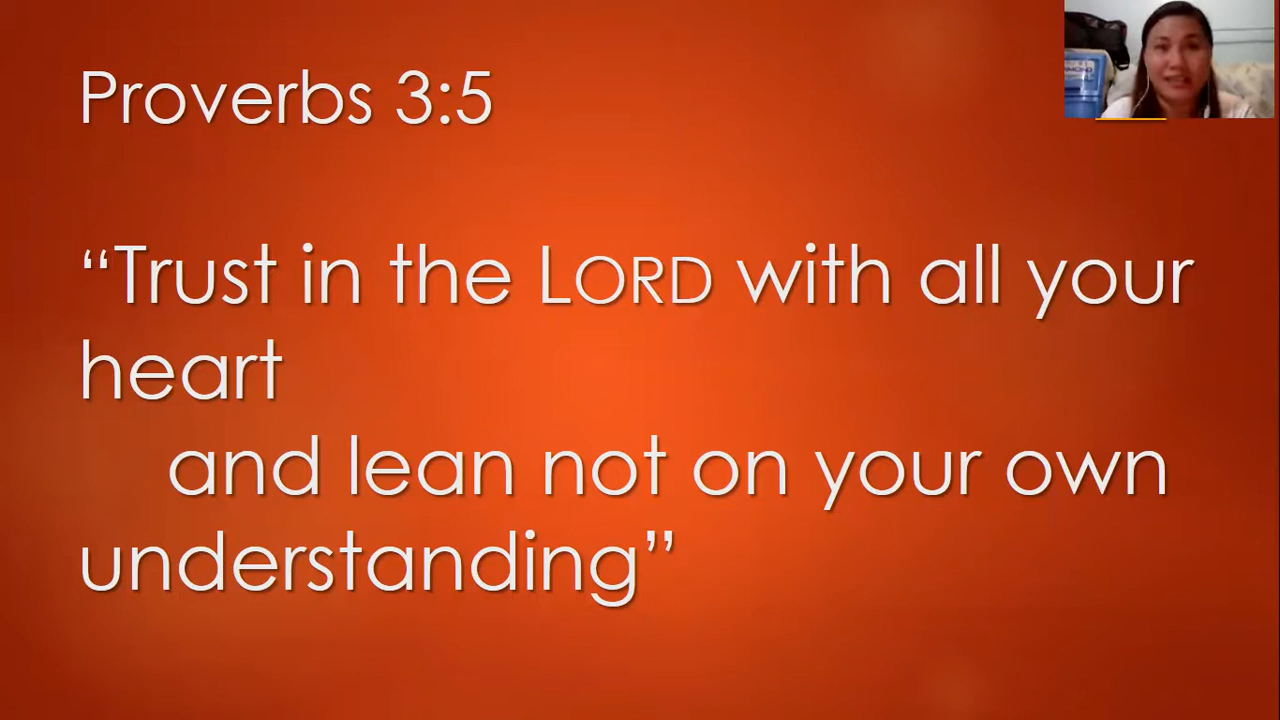 Proverbs 3:5
“Trust in the LORD with all your
heart
and lean not on your own
understanding”